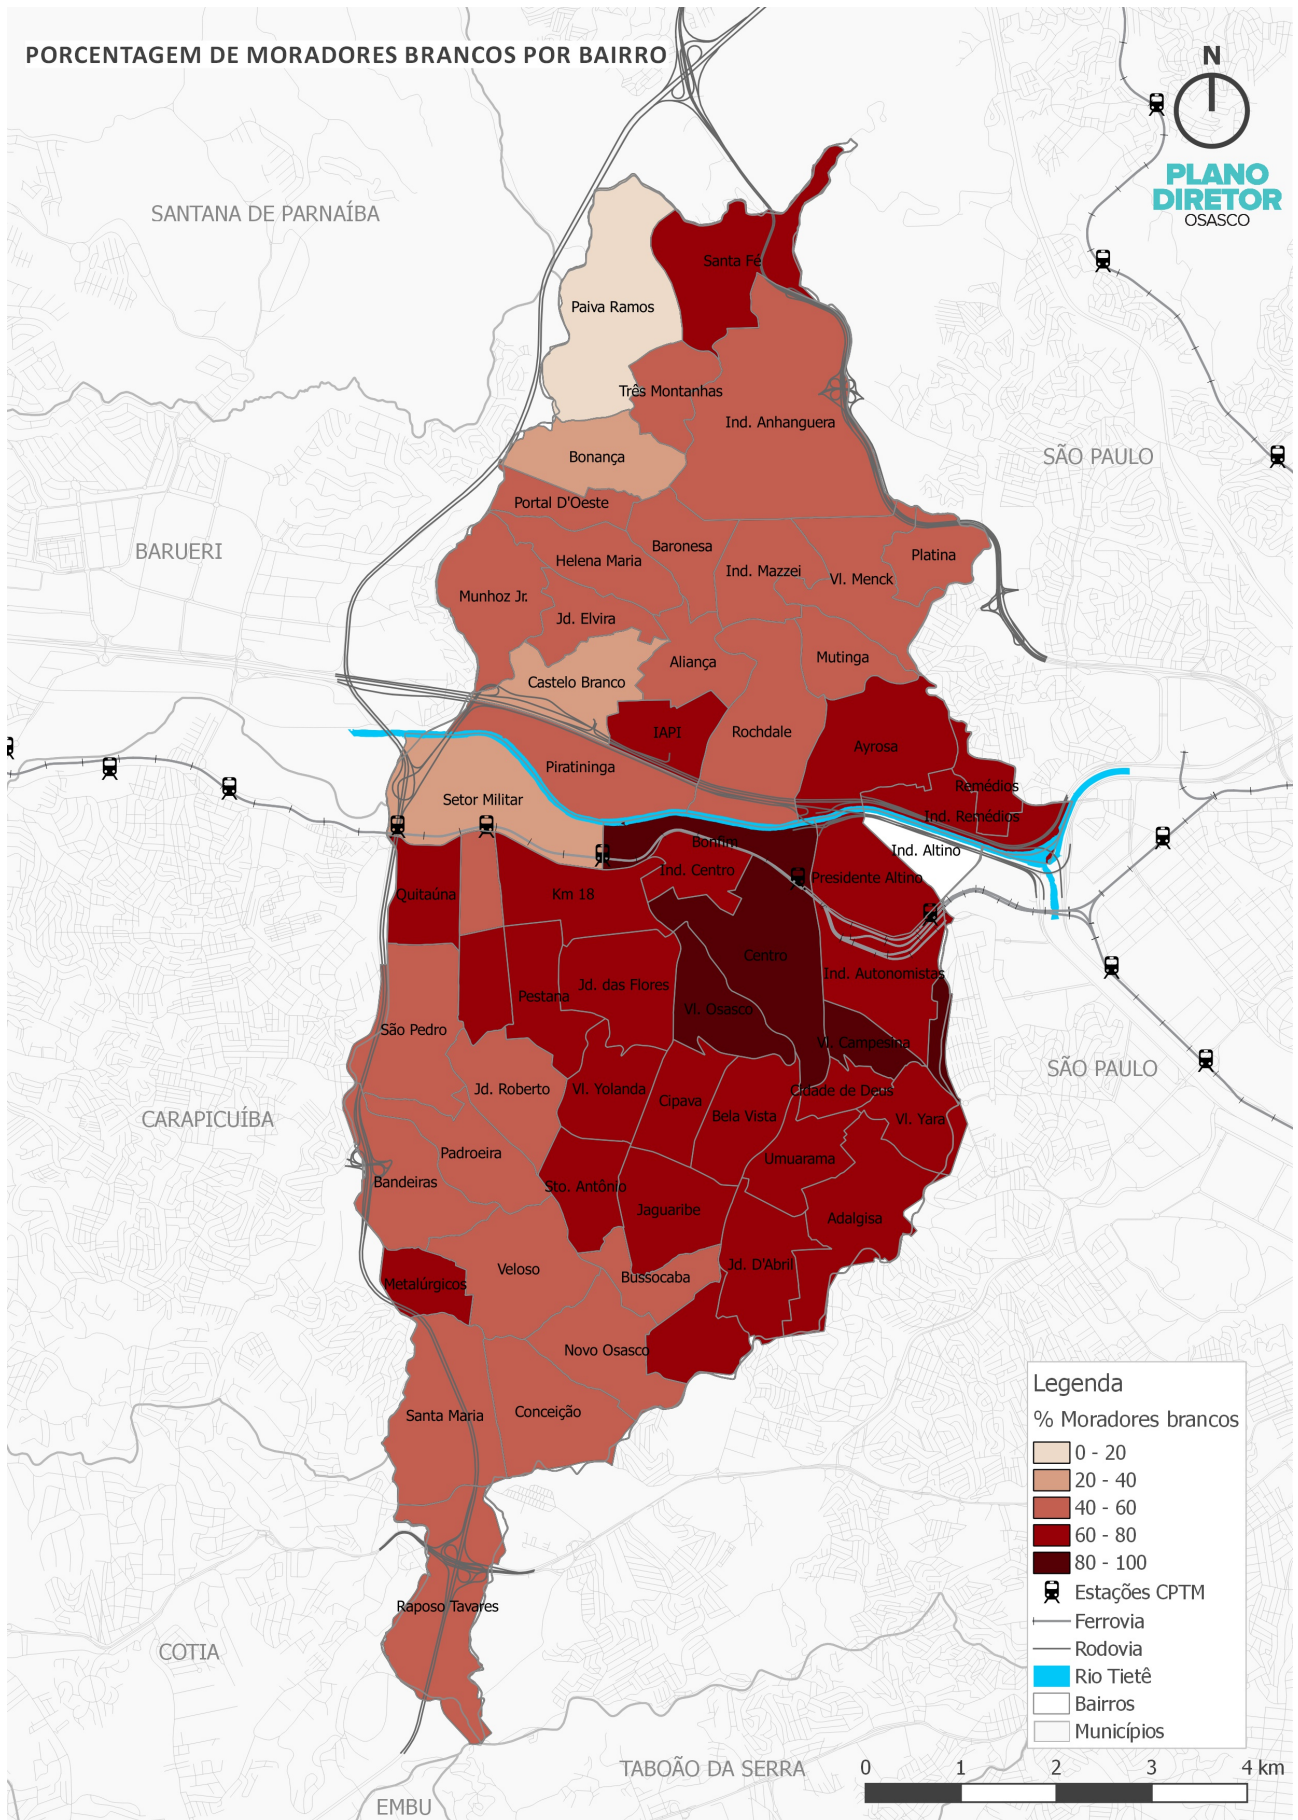 PORCENTAGEM DE MORADORES BRANCOS POR BAIRRO
N
PLANO
DIRETOR
OSASCO
SANTANA DE PARNAÍBA
Santa Fé
Paiva Ramos
Três Montanhas
Ind. Anhanguera
SÃO PAULO
Bonança
Portal D'Oeste
BARUERI
Baronesa
Platina
Helena Maria
Ind. Mazzei
Vl. Menck
Munhoz Jr.
Jd. Elvira
Aliança
Mutinga
Castelo Branco
IAPI
Rochdale
Ayrosa
Piratininga
Remédios
Setor Militar
Ind. Remédios
Bonfim
Ind. Altino
Ind. Centro
Presidente Altino
Quitaúna
Km 18
Centro
Ind. Autonomistas
Jd. das Flores
Pestana
Vl. Osasco
São Pedro
Vl. Campesina
SÃO PAULO
Jd. Roberto
Vl. Yolanda
Cidade de Deus
Cipava
CARAPICUÍBA
Bela Vista
Vl. Yara
Padroeira
Umuarama
Bandeiras
Sto. Antônio
Jaguaribe
Adalgisa
Veloso
Jd. D'Abril
Bussocaba
Metalúrgicos
Novo Osasco
Santa Maria
Conceição
Raposo Tavares
COTIA
TABOÃO DA SERRA
EMBU
Legenda
% Moradores brancos
0 - 20
20 - 40
40 - 60
60 - 80
80 - 100
Estações CPTM
Ferrovia
Rodovia
Rio Tietê
Bairros
Municípios
0 1 2 3 4 km